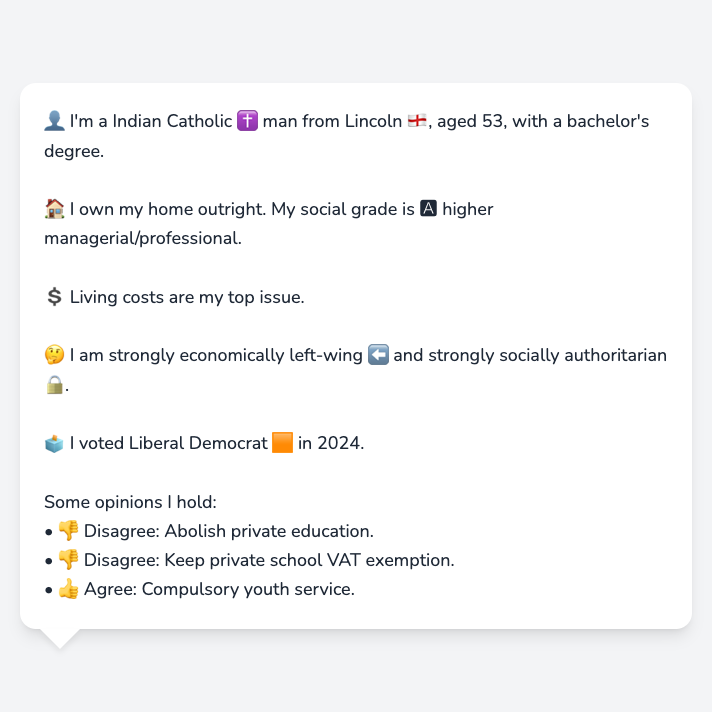 👤 I'm a Indian Catholic ✝️ man from Lincoln 🏴󠁧󠁢󠁥󠁮󠁧󠁿, aged 53, with a bachelor's
degree.
🏠 I own my home outright. My social grade is 🅰 higher
managerial/professional.
💲 Living costs are my top issue.
🤔 I am strongly economically left-wing ⬅️ and strongly socially authoritarian
🔒.
🗳️ I voted Liberal Democrat 🟧 in 2024.
Some opinions I hold:
• 👎 Disagree: Abolish private education.
• 👎 Disagree: Keep private school VAT exemption.
• 👍 Agree: Compulsory youth service.